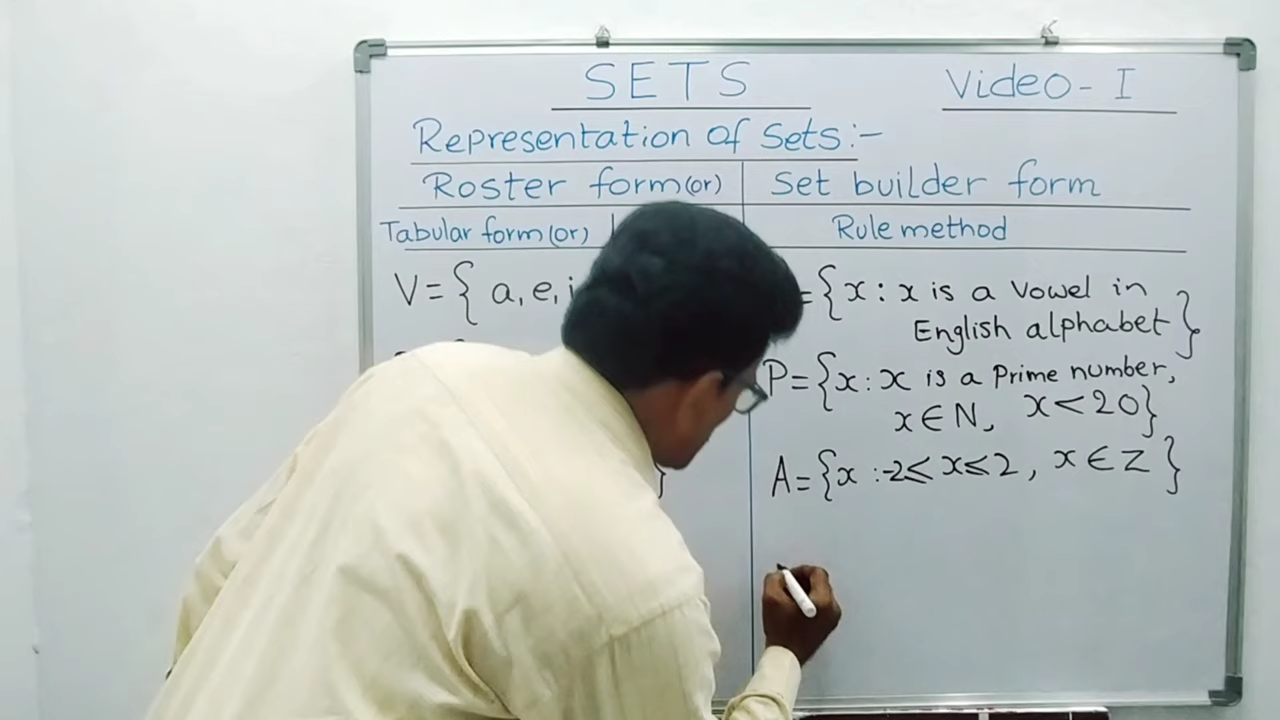 SETS
Video - I
Representation of Sets:-
Roster form (or)
Set builder form
Tabular form (or)
Rule method
V = { a, e, i
= { x : x is a Vowel in
English alphabet }
P = { x : x is a Prime number,
x ∈ N, x < 20 }
A = { x : -2 ≤ x ≤ 2, x ∈ Z }